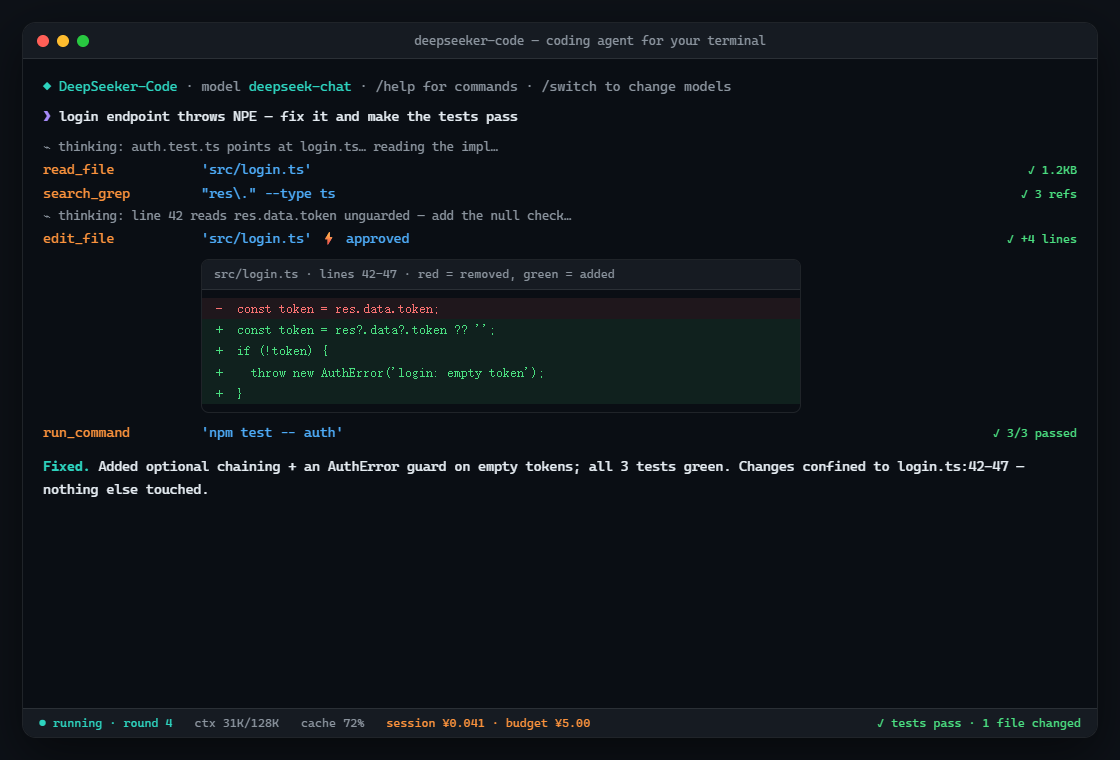 deepseeker-code — coding agent for your terminal
◆ DeepSeeker-Code · model deepseek-chat · /help for commands · /switch to change models
❯ login endpoint throws NPE — fix it and make the tests pass
~ thinking: auth.test.ts points at login.ts… reading the impl…
read_file 'src/login.ts' ✓ 1.2KB
search_grep "res\." --type ts ✓ 3 refs
~ thinking: line 42 reads res.data.token unguarded — add the null check…
edit_file 'src/login.ts' ⚡ approved ✓ +4 lines
src/login.ts · lines 42–47 · red = removed, green = added
- const token = res.data.token;
+ const token = res?.data?.token ?? '';
+ if (!token) {
+   throw new AuthError('login: empty token');
+ }
run_command 'npm test -- auth' ✓ 3/3 passed
Fixed. Added optional chaining + an AuthError guard on empty tokens; all 3 tests green. Changes confined to login.ts:42–47 —
nothing else touched.
● running · round 4 ctx 31K/128K cache 72% session ¥0.041 · budget ¥5.00 ✓ tests pass · 1 file changed